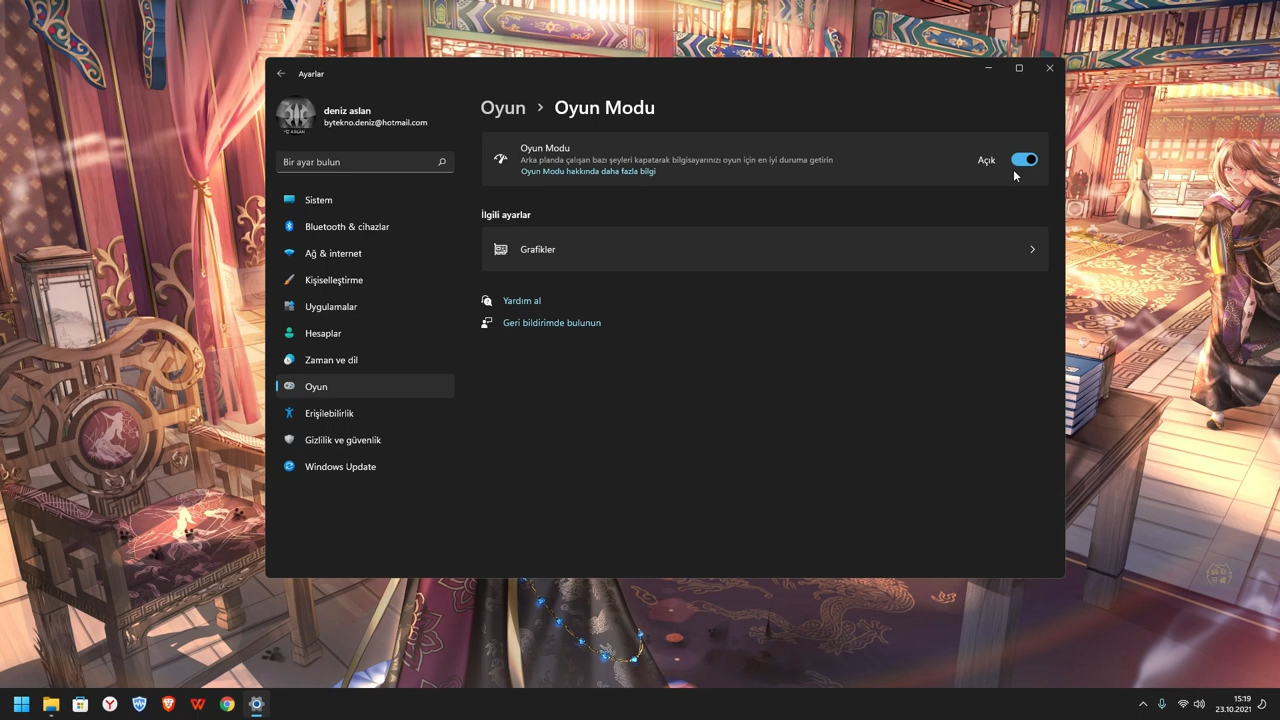 Ayarlar
deniz aslan
bytekno.deniz@hotmail.com
Bir ayar bulun
Sistem
Bluetooth & cihazlar
Ağ & internet
Kişiselleştirme
Uygulamalar
Hesaplar
Zaman ve dil
Oyun
Erişilebilirlik
Gizlilik ve güvenlik
Windows Update
Oyun > Oyun Modu
Oyun Modu
Arka planda çalışan bazı şeyleri kapatarak bilgisayarınızı oyun için en iyi duruma getirin
Oyun Modu hakkında daha fazla bilgi
Açık
İlgili ayarlar
Grafikler
Yardım al
Geri bildirimde bulunun
15:19
23.10.2021